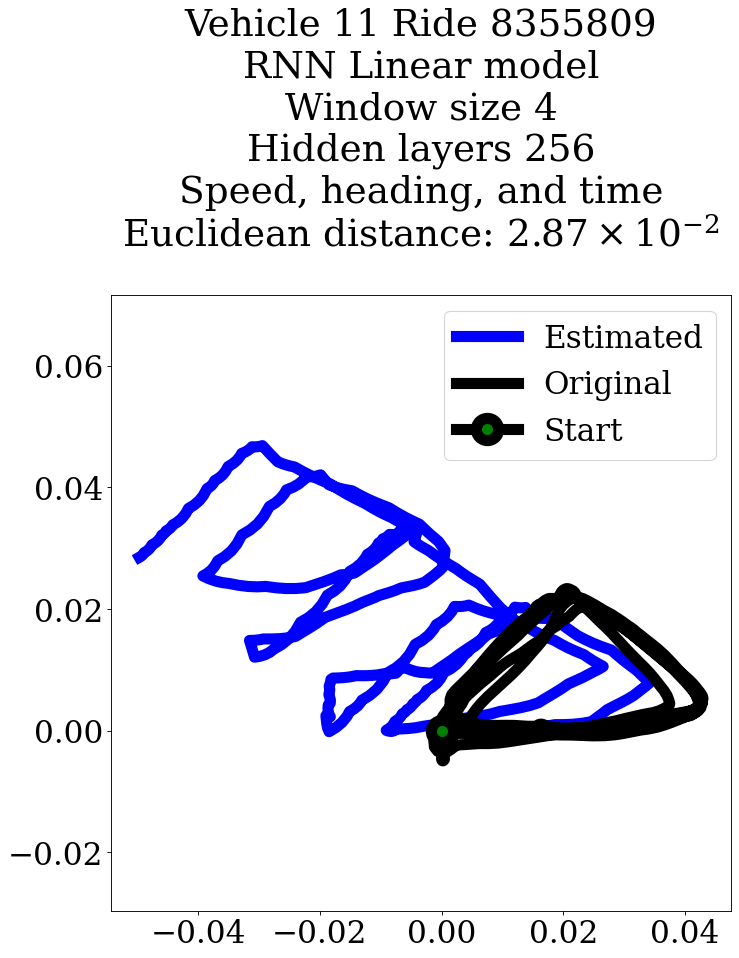 Vehicle 11 Ride 8355809
RNN Linear model
Window size 4
Hidden layers 256
Speed, heading, and time
Euclidean distance: 2.87 × 10⁻²
Estimated
Original
Start
0.06
0.04
0.02
0.00
−0.02
−0.04 −0.02 0.00 0.02 0.04